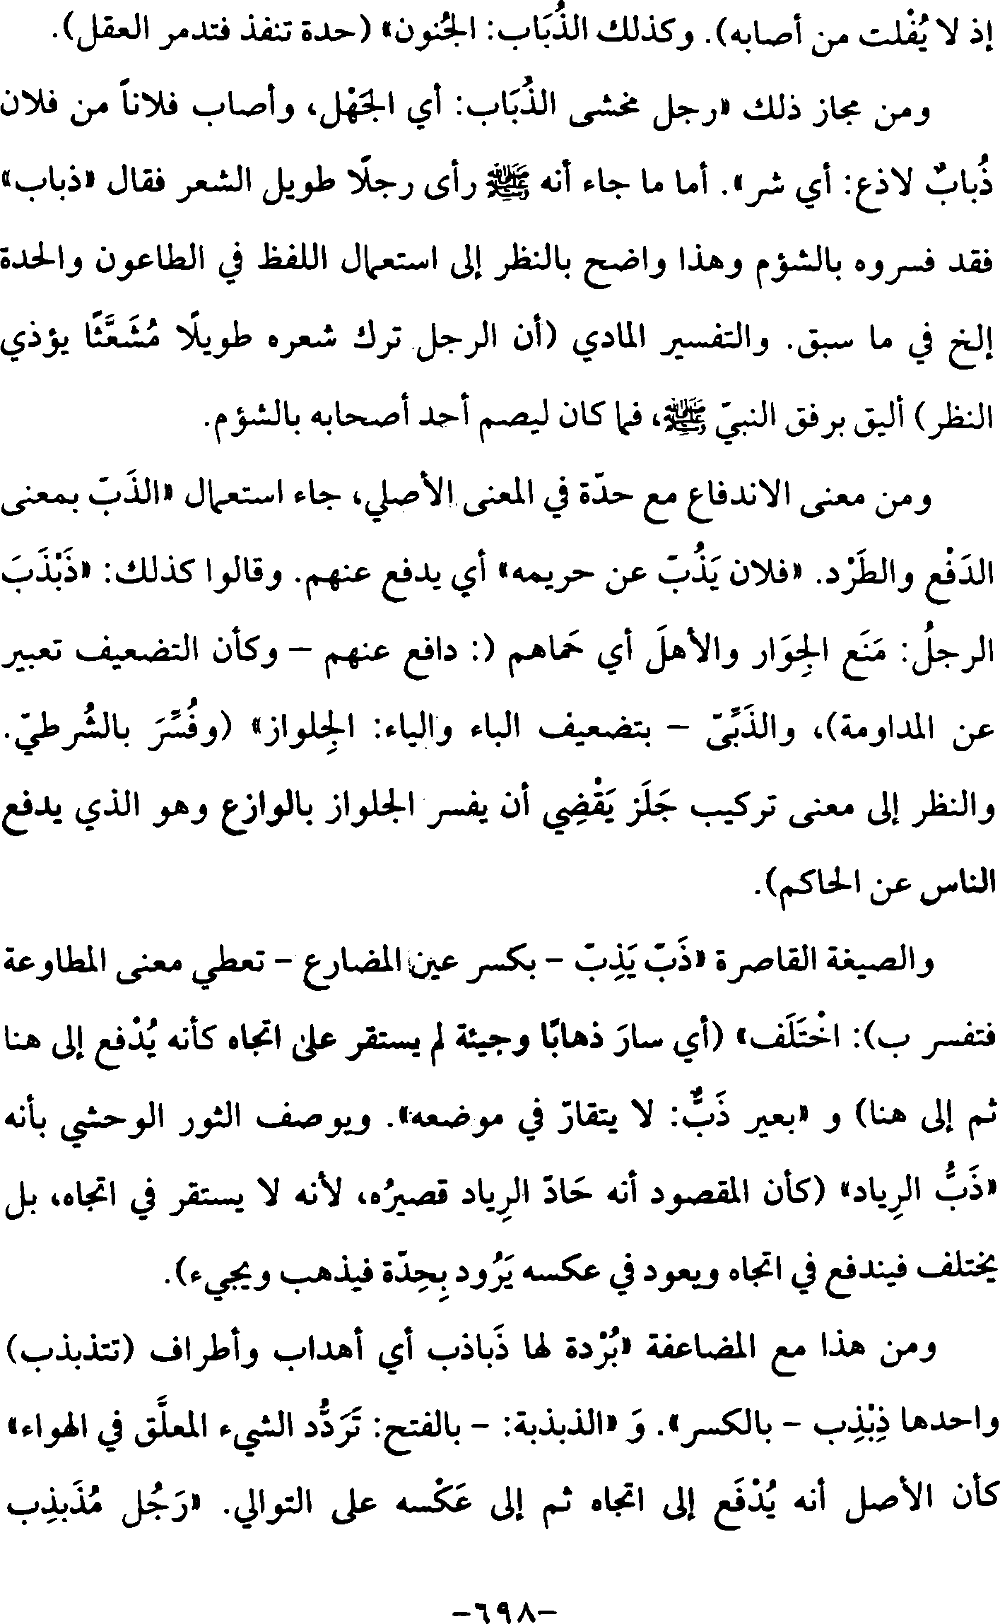 إذ لا يُفْلت من أصابه). وكذلك الذُّبَاب: الجُنون» (حدة تنفذ فتدمر العقل).
ومن مجاز ذلك «رجل مخشى الذُّبَاب: أي الجَهْل، وأصاب فلاناً من فلان
ذُبابٌ لاذع: أي شر». أما ما جاء أنه ﷺ رأى رجلًا طويل الشعر فقال «ذباب»
فقد فسروه بالشؤم وهذا واضح بالنظر إلى استعمال اللفظ في الطاعون والحدة
إلخ في ما سبق. والتفسير المادي (أن الرجل ترك شعره طويلًا مُشَعَّثًا يؤذي
النظر) أليق برفق النبيّ ﷺ، فما كان ليصم أحد أصحابه بالشؤم.
ومن معنى الاندفاع مع حدّة في المعنى الأصلي، جاء استعمال «الذَبّ بمعنى
الدَفْع والطَرْد. «فلان يَذُبّ عن حريمه» أي يدفع عنهم. وقالوا كذلك: «ذَبْذَبَ
الرجلُ: مَنَع الجِوَار والأهلَ أي حَماهم (: دافع عنهم – وكأن التضعيف تعبير
عن المداومة)، والذَبِّىّ – بتضعيف الباء والياء: الجِلواز» (وفُسِّرَ بالشُرطيّ.
والنظر إلى معنى تركيب جَلَز يَقْضِي أن يفسر الجلواز بالوازع وهو الذي يدفع
الناس عن الحاكم).
والصيغة القاصرة «ذَبّ يَذِبّ – بكسر عين المضارع – تعطي معنى المطاوعة
فتفسر ب): اخْتَلَف» (أي سارَ ذهابًا وجيئة لم يستقر على اتجاه كأنه يُدْفع إلى هنا
ثم إلى هنا) و «بعير ذَبٌّ: لا يتقارّ في موضعه». ويوصف الثور الوحشي بأنه
«ذَبُّ الرِياد» (كأن المقصود أنه حَادّ الرِياد قصيرُه، لأنه لا يستقر في اتجاه، بل
يختلف فيندفع في اتجاه ويعود في عكسه يَرُود بِحِدّة فيذهب ويجيء).
ومن هذا مع المضاعفة «بُرْدة لها ذَباذب أي أهداب وأطراف (تتذبذب)
واحدها ذِبْذِب – بالكسر». وَ «الذبذبة: – بالفتح: تَرَدُّد الشيء المعلَّق في الهواء»
كأن الأصل أنه يُدْفَع إلى اتجاه ثم إلى عَكْسه على التوالي. «رَجُل مُذَبذِب
–٦٩٨–